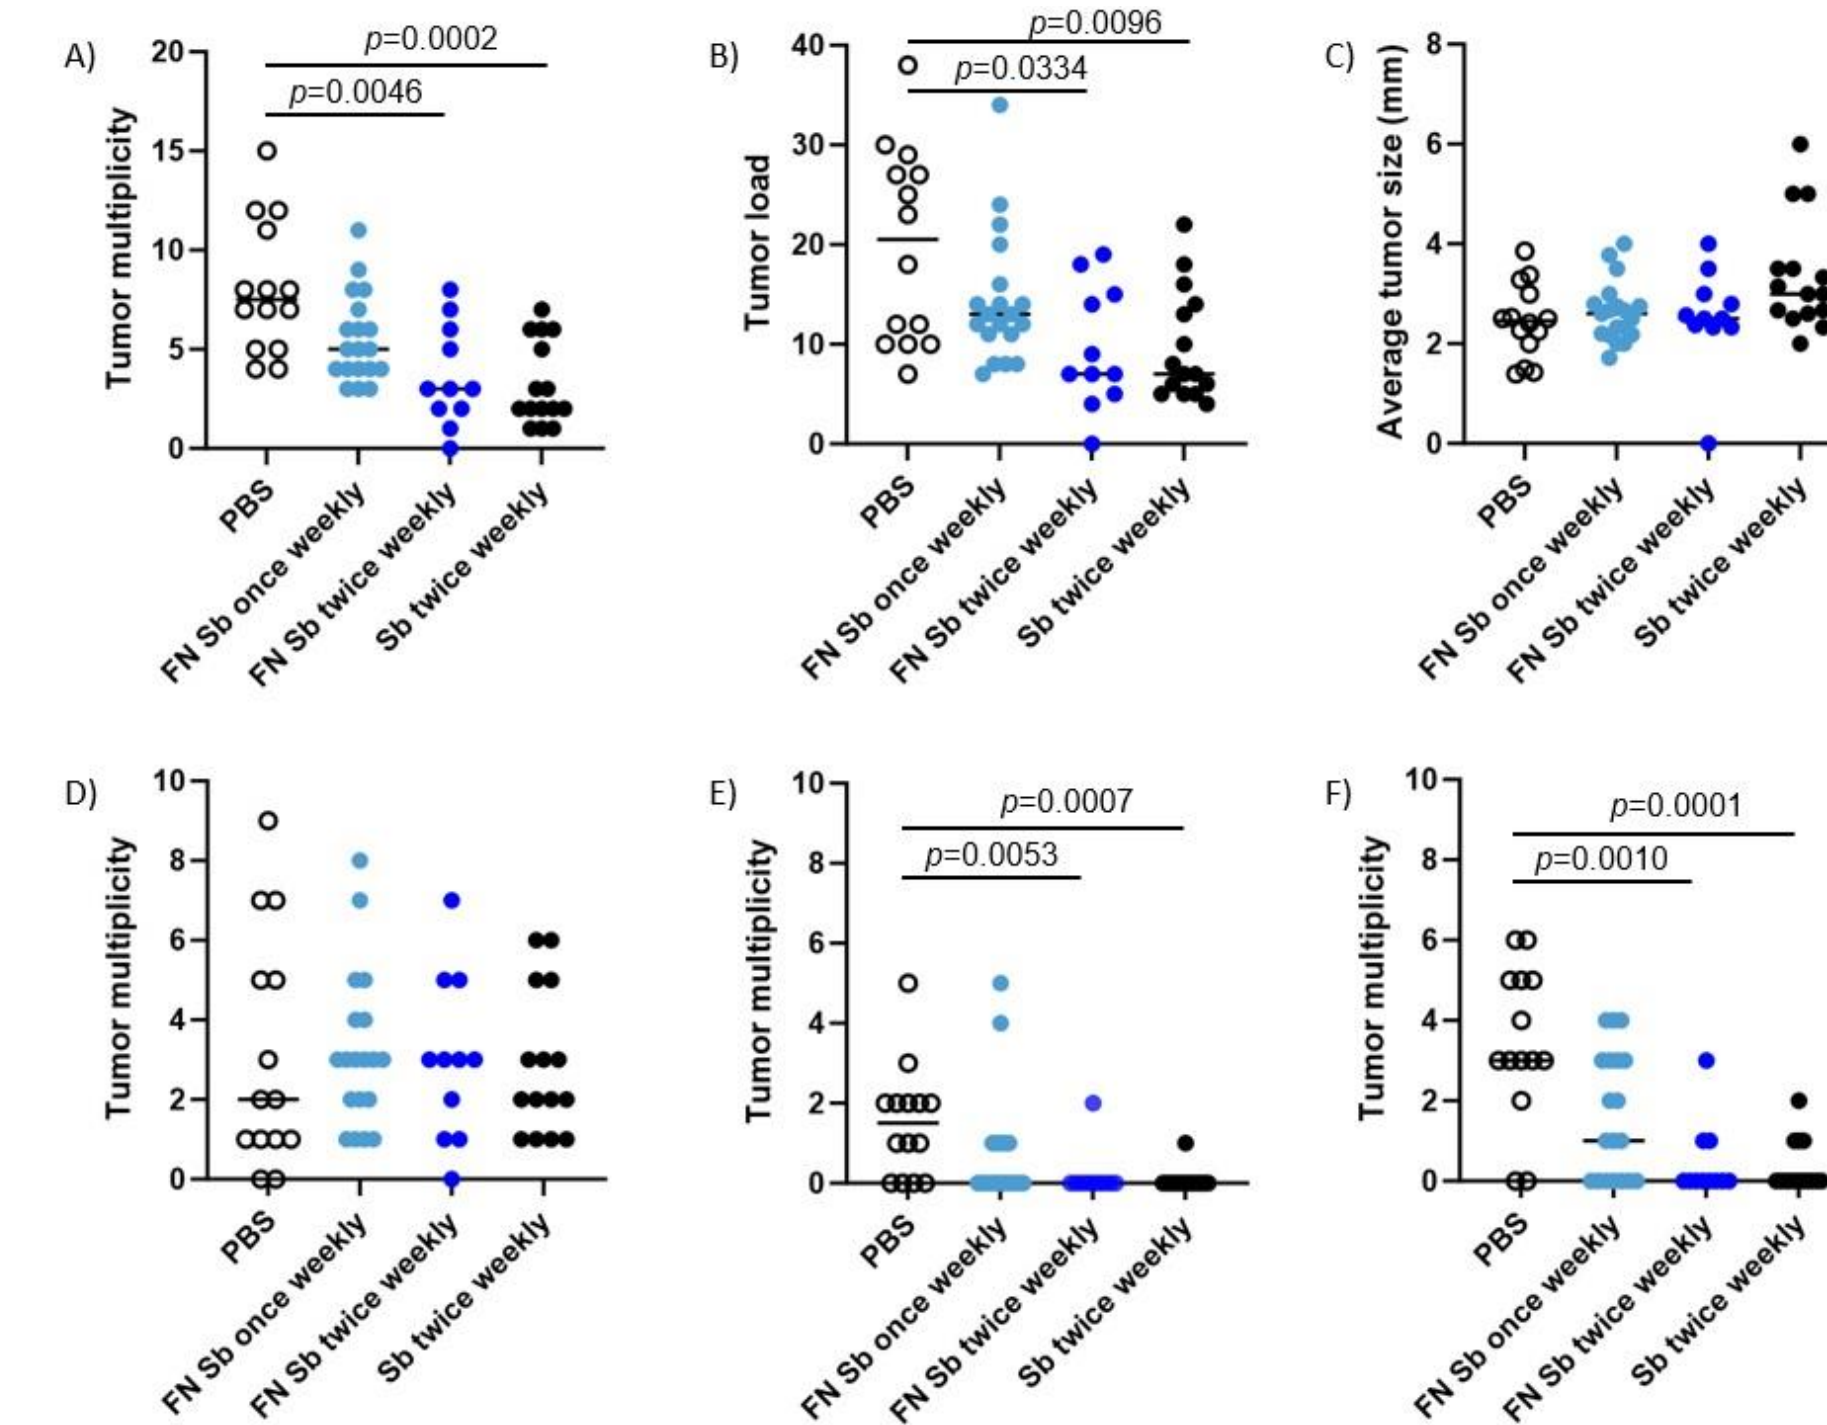 A)
p=0.0002
p=0.0046
Tumor multiplicity
20
15
10
5
0
PBS
FN Sb once weekly
FN Sb twice weekly
Sb twice weekly
B)
p=0.0096
p=0.0334
Tumor load
40
30
20
10
0
PBS
FN Sb once weekly
FN Sb twice weekly
Sb twice weekly
C)
Average tumor size (mm)
8
6
4
2
0
PBS
FN Sb once weekly
FN Sb twice weekly
Sb twice weekly
D)
Tumor multiplicity
10
8
6
4
2
0
PBS
FN Sb once weekly
FN Sb twice weekly
Sb twice weekly
E)
p=0.0007
p=0.0053
Tumor multiplicity
10
8
6
4
2
0
PBS
FN Sb once weekly
FN Sb twice weekly
Sb twice weekly
F)
p=0.0001
p=0.0010
Tumor multiplicity
10
8
6
4
2
0
PBS
FN Sb once weekly
FN Sb twice weekly
Sb twice weekly